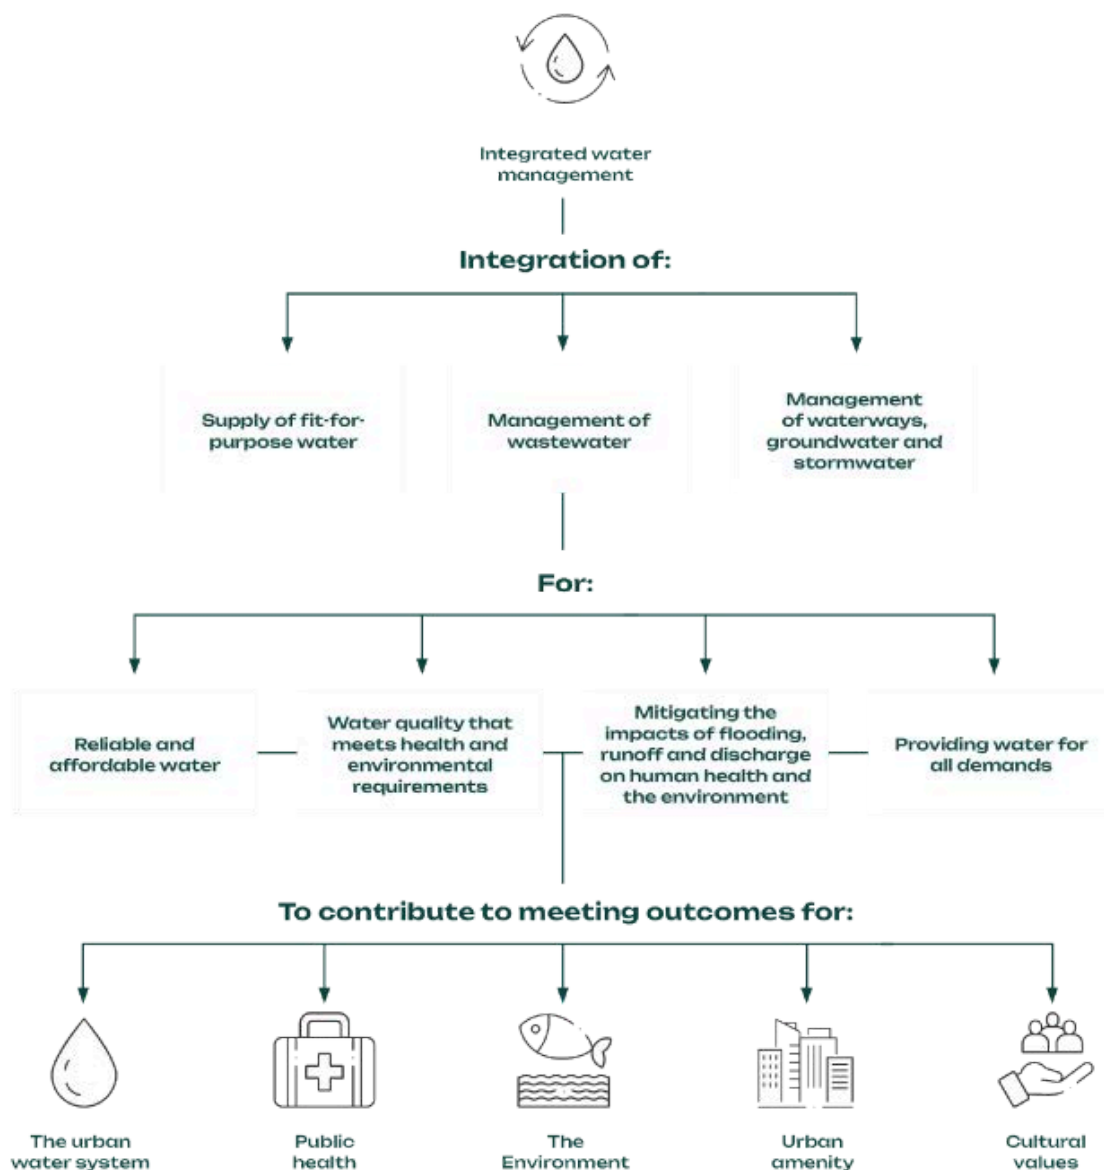 Integrated water
management
Integration of:
Supply of fit-for-
purpose water
Management of
wastewater
Management
of waterways,
groundwater and
stormwater
For:
Reliable and
affordable water
Water quality that
meets health and
environmental
requirements
Mitigating the
impacts of flooding,
runoff and discharge
on human health and
the environment
Providing water for
all demands
To contribute to meeting outcomes for:
The urban
water system
Public
health
The
Environment
Urban
amenity
Cultural
values